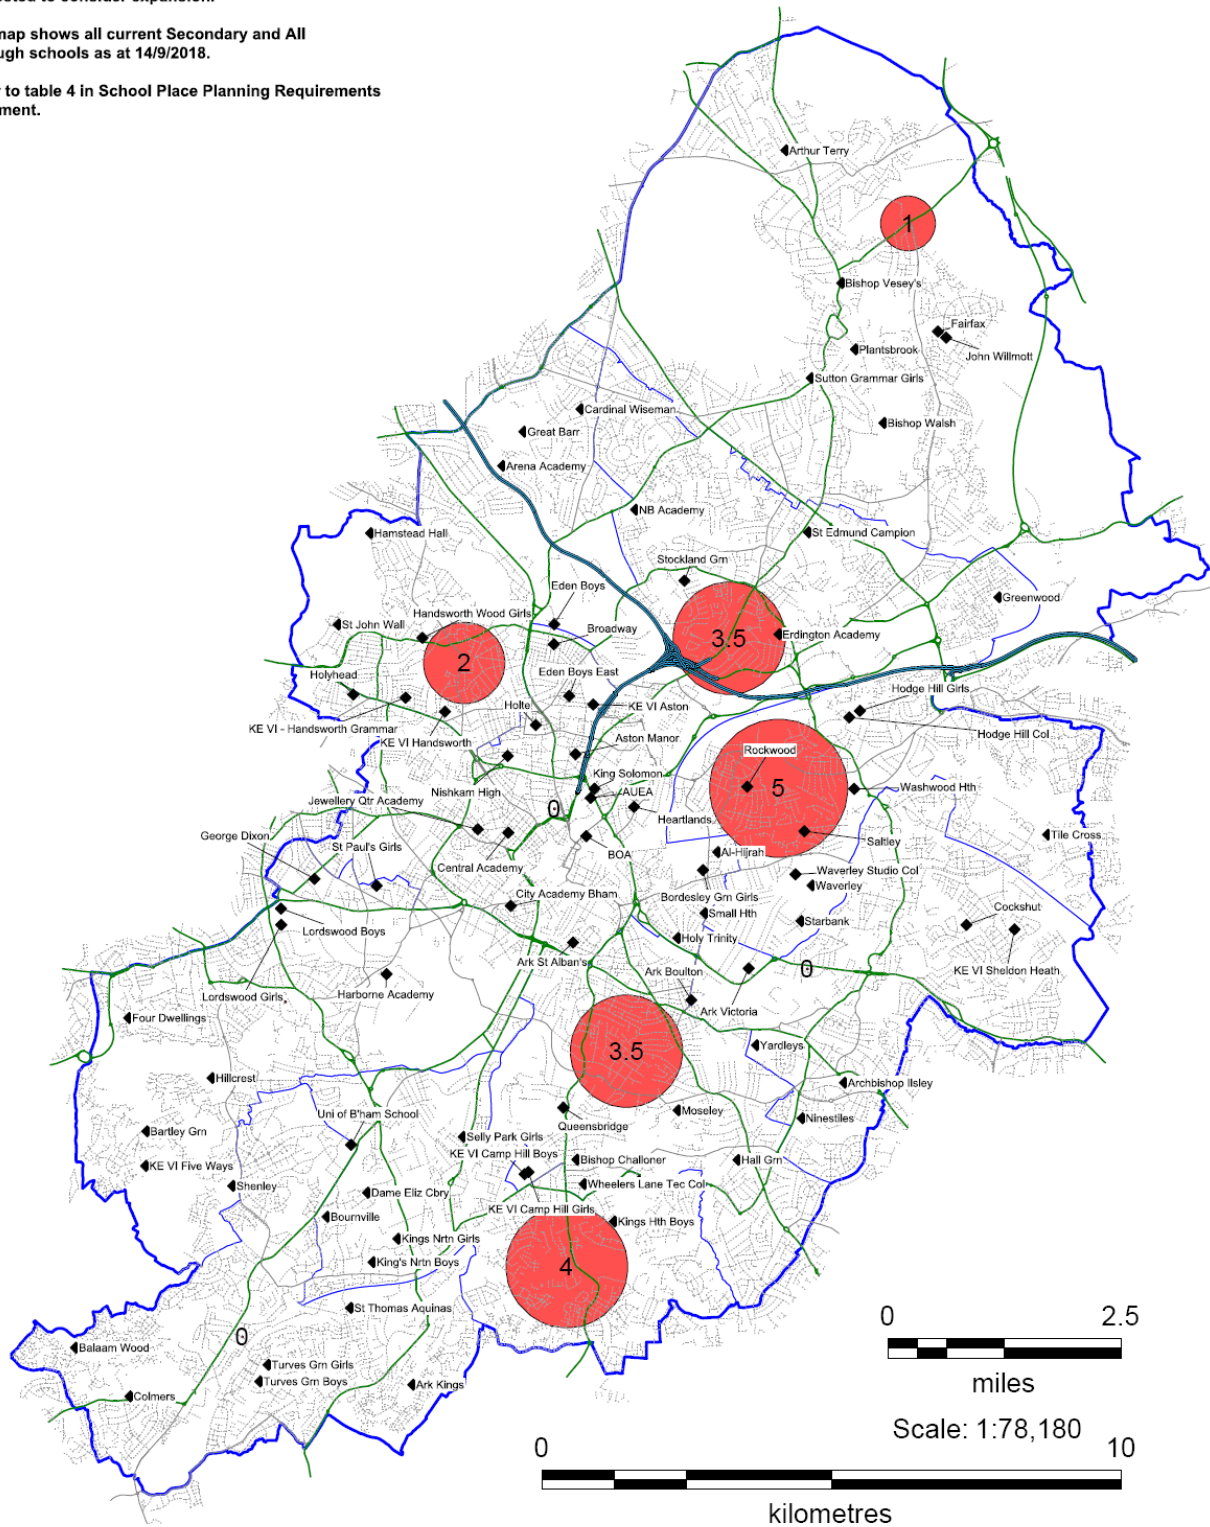 to consider expansion.
map shows all current Secondary and All
ugh schools as at 14/9/2018.
to table 4 in School Place Planning Requirements
ment.
Arthur Terry
1
Bishop Vesey's
Fairfax
John Willmott
Plantsbrook
Sutton Grammar Girls
Cardinal Wiseman
Bishop Walsh
Great Barr
Arena Academy
NB Academy
Hamstead Hall
St Edmund Campion
Stockland Grn
Eden Boys
Greenwood
Handsworth Wood Girls
St John Wall
Broadway
3.5
Erdington Academy
2
Eden Boys East
Holyhead
Hodge Hill Girls
Holte
KE VI Aston
KE VI - Handsworth Grammar
Hodge Hill Col
KE VI Handsworth
Aston Manor
Rockwood
King Solomon
Nishkam High
AUEA
5
Washwood Hth
Jewellery Qtr Academy
0
Heartlands
George Dixon
Tile Cross
St Paul's Girls
Saltley
BOA
Al-Hijrah
Central Academy
Waverley Studio Col
Waverley
City Academy Bham
Bordesley Grn Girls
Small Hth
Cockshut
Starbank
Lordswood Boys
Holy Trinity
Ark St Alban's
Ark Boulton
0
KE VI Sheldon Heath
Lordswood Girls
Harborne Academy
Ark Victoria
Four Dwellings
Yardleys
3.5
Hillcrest
Archbishop Ilsley
Uni of B'ham School
Moseley
Ninestiles
Queensbridge
Bartley Grn
Selly Park Girls
KE VI Camp Hill Boys
Bishop Challoner
Hall Grn
KE VI Five Ways
Shenley
Wheelers Lane Tec Col
Dame Eliz Cbry
KE VI Camp Hill Girls
Bournville
Kings Hth Boys
Kings Nrtn Girls
King's Nrtn Boys
4
St Thomas Aquinas
0
2.5
0
Balaam Wood
Turves Grn Girls
Turves Grn Boys
Ark Kings
miles
Colmers
Scale: 1:78,180
0
10
kilometres